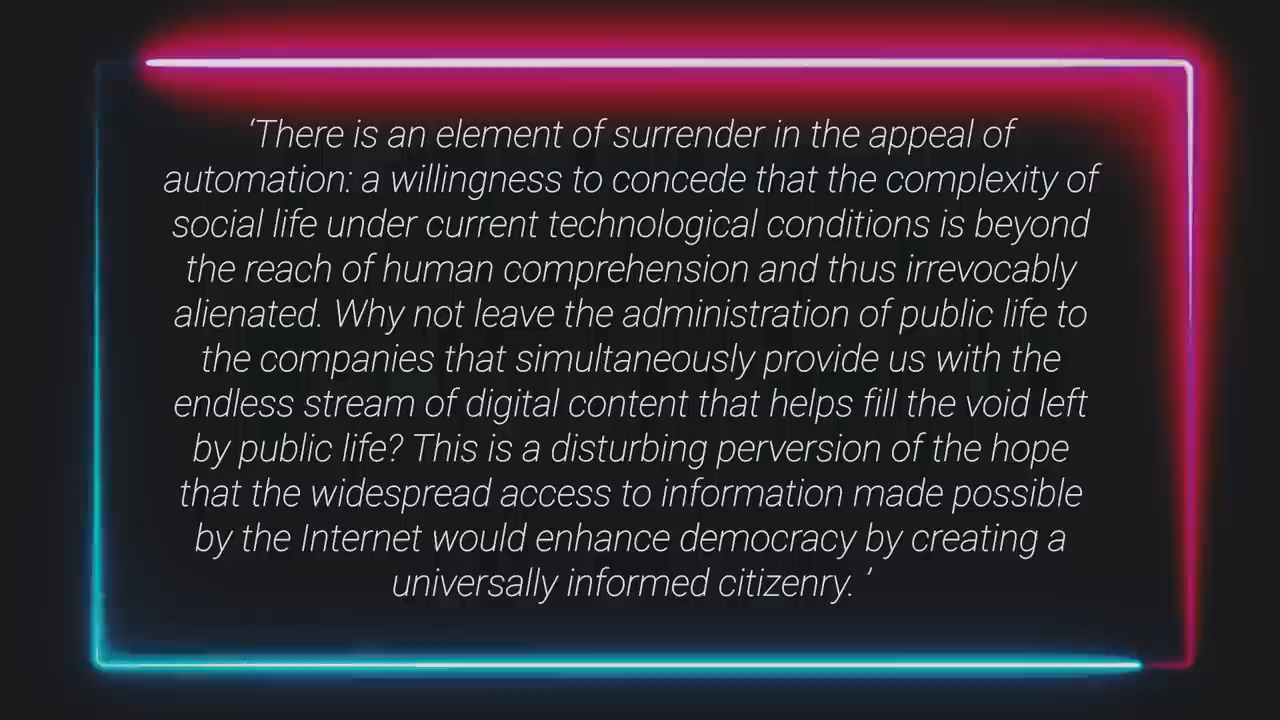 ‘There is an element of surrender in the appeal of
automation: a willingness to concede that the complexity of
social life under current technological conditions is beyond
the reach of human comprehension and thus irrevocably
alienated. Why not leave the administration of public life to
the companies that simultaneously provide us with the
endless stream of digital content that helps fill the void left
by public life? This is a disturbing perversion of the hope
that the widespread access to information made possible
by the Internet would enhance democracy by creating a
universally informed citizenry. ’